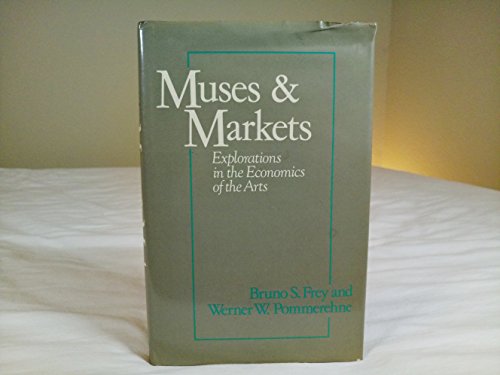 Muses &
Markets
Explorations
in the Economics
of the Arts
Bruno S. Frey and
Werner W. Pommerehne